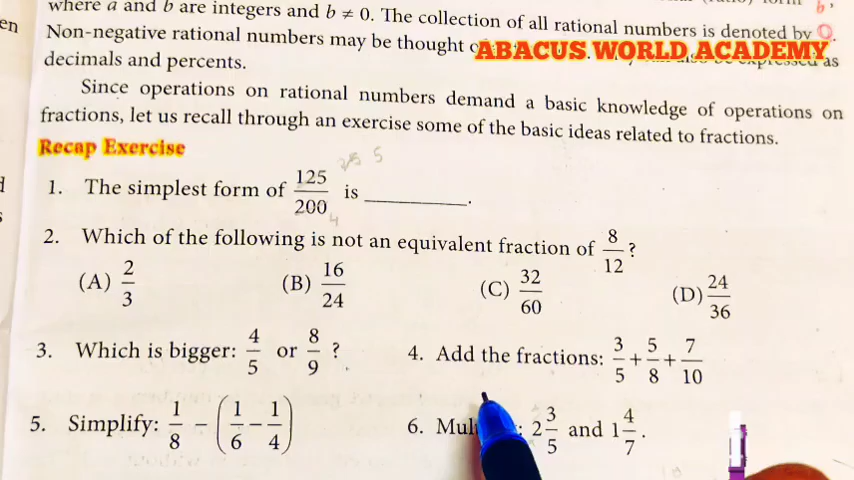 where a and b are integers and b ≠ 0. The collection of all rational numbers is denoted by Q.
en
Non-negative rational numbers may be thought as
ABACUS WORLD ACADEMY
decimals and percents.
Since operations on rational numbers demand a basic knowledge of operations on
fractions, let us recall through an exercise some of the basic ideas related to fractions.
Recap Exercise
25 5
1. The simplest form of 125/200 is __________.
4
2. Which of the following is not an equivalent fraction of 8/12?
(A) 2/3 (B) 16/24 (C) 32/60 (D) 24/36
3. Which is bigger: 4/5 or 8/9 ?
4. Add the fractions: 3/5 + 5/8 + 7/10
5. Simplify: 1/8 − (1/6 − 1/4)
6. : 2 3/5 and 1 4/7.